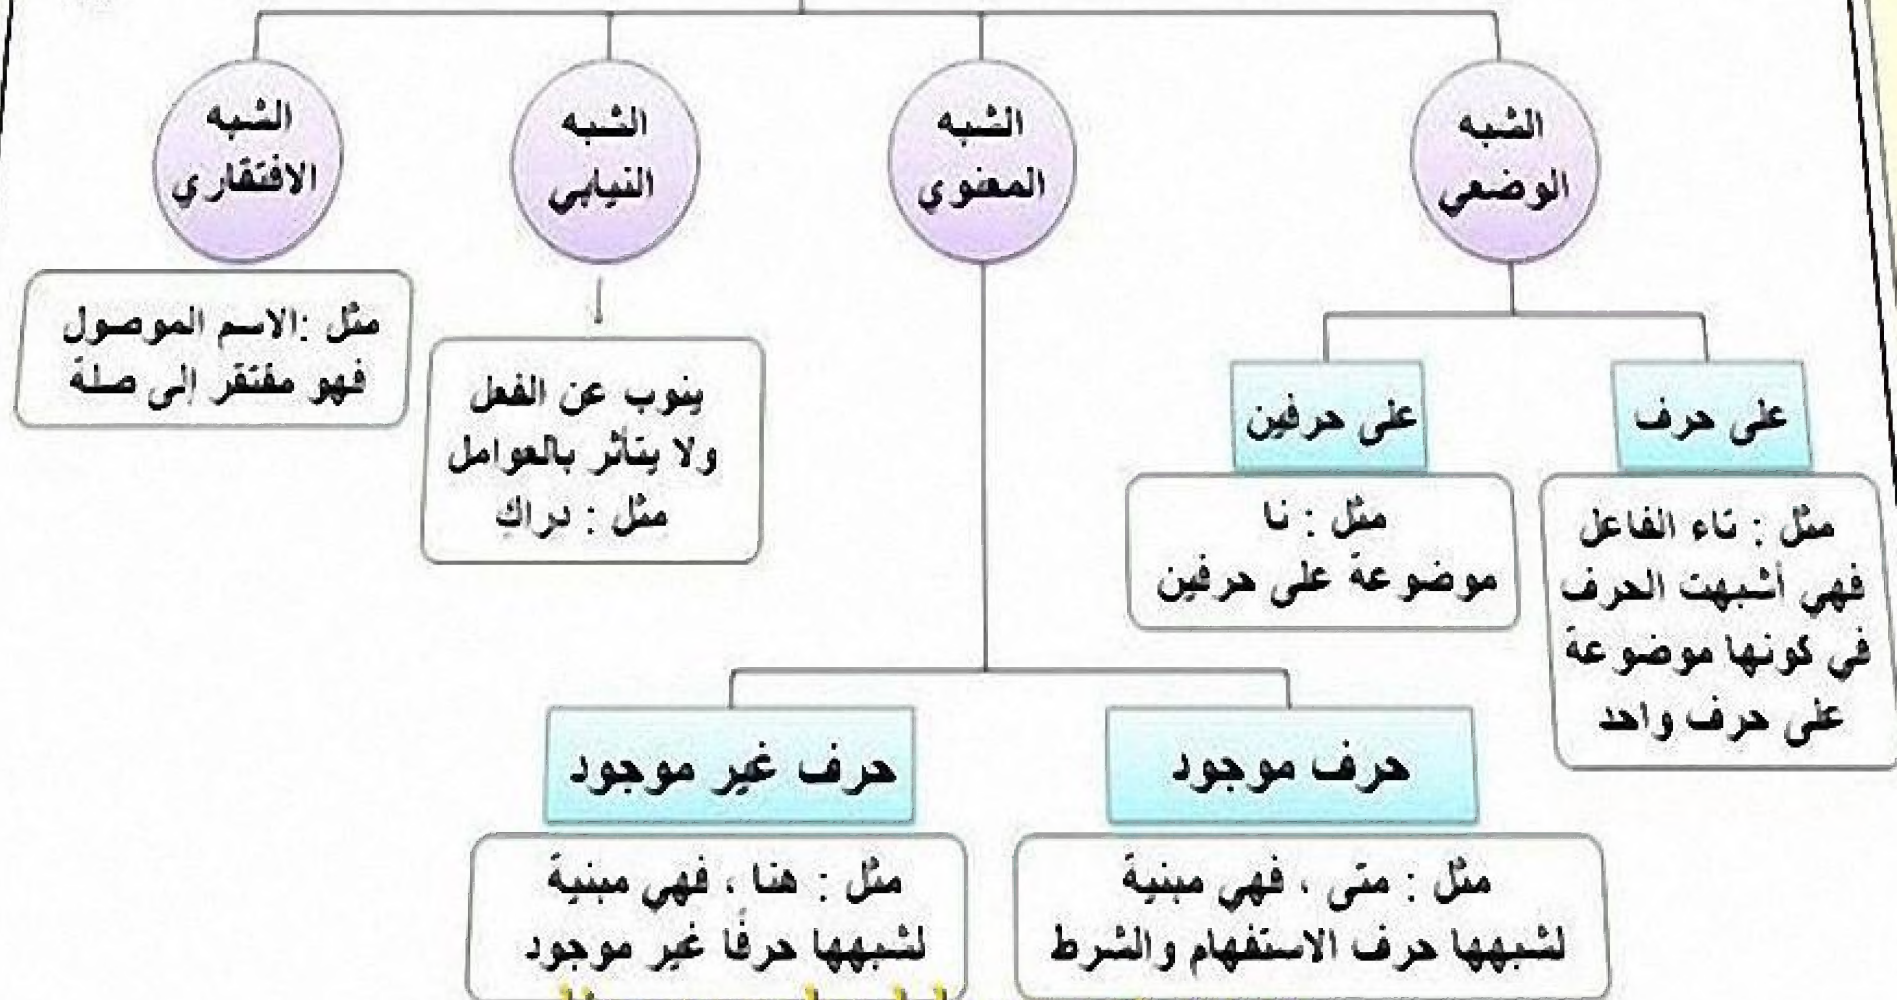 الشبه
الوضعي
الشبه
المعنوي
الشبه
النيابي
الشبه
الافتقاري
على حرف
مثل : تاء الفاعل
فهي أشبهت الحرف
في كونها موضوعة
على حرف واحد
على حرفين
مثل : نا
موضوعة على حرفين
حرف موجود
مثل : متى ، فهي مبنية
لشبهها حرف الاستفهام والشرط
حرف غير موجود
مثل : هنا ، فهي مبنية
لشبهها حرفًا غير موجود
ينوب عن الفعل
ولا يتأثر بالعوامل
مثل : دراك
مثل :الاسم الموصول
فهو مفتقر إلى صلة